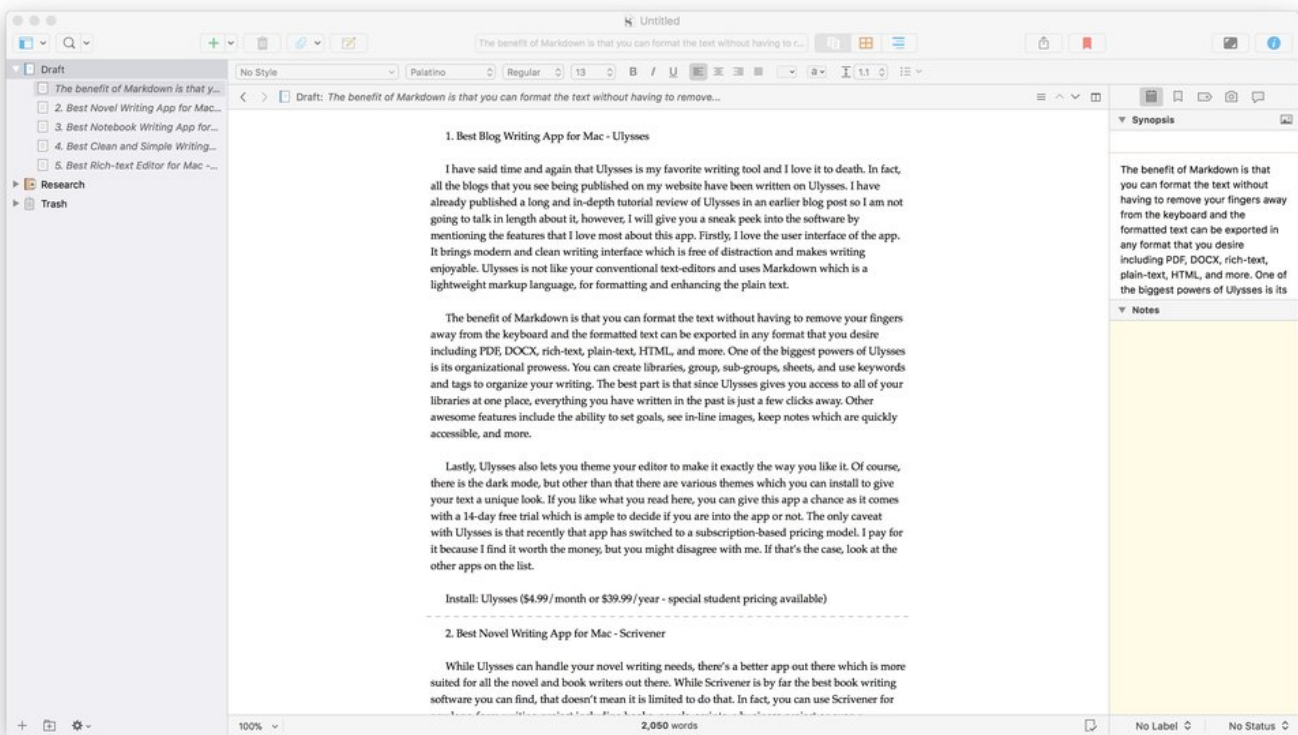 Untitled
The benefit of Markdown is that you can format the text without having to r...
Draft
The benefit of Markdown is that y...
2. Best Novel Writing App for Mac...
3. Best Notebook Writing App for...
4. Best Clean and Simple Writing...
5. Best Rich-text Editor for Mac -...
Research
Trash
No Style
Palatino
Regular
13
B I U
a
1.1
Draft: The benefit of Markdown is that you can format the text without having to remove...
1. Best Blog Writing App for Mac - Ulysses
I have said time and again that Ulysses is my favorite writing tool and I love it to death. In fact,
all the blogs that you see being published on my website have been written on Ulysses. I have
already published a long and in-depth tutorial review of Ulysses in an earlier blog post so I am not
going to talk in length about it, however, I will give you a sneak peek into the software by
mentioning the features that I love most about this app. Firstly, I love the user interface of the app.
It brings modern and clean writing interface which is free of distraction and makes writing
enjoyable. Ulysses is not like your conventional text-editors and uses Markdown which is a
lightweight markup language, for formatting and enhancing the plain text.
The benefit of Markdown is that you can format the text without having to remove your fingers
away from the keyboard and the formatted text can be exported in any format that you desire
including PDF, DOCX, rich-text, plain-text, HTML, and more. One of the biggest powers of Ulysses
is its organizational prowess. You can create libraries, group, sub-groups, sheets, and use keywords
and tags to organize your writing. The best part is that since Ulysses gives you access to all of your
libraries at one place, everything you have written in the past is just a few clicks away. Other
awesome features include the ability to set goals, see in-line images, keep notes which are quickly
accessible, and more.
Lastly, Ulysses also lets you theme your editor to make it exactly the way you like it. Of course,
there is the dark mode, but other than that there are various themes which you can install to give
your text a unique look. If you like what you read here, you can give this app a chance as it comes
with a 14-day free trial which is ample to decide if you are into the app or not. The only caveat
with Ulysses is that recently that app has switched to a subscription-based pricing model. I pay for
it because I find it worth the money, but you might disagree with me. If that's the case, look at the
other apps on the list.
Install: Ulysses ($4.99/month or $39.99/year - special student pricing available)
2. Best Novel Writing App for Mac - Scrivener
While Ulysses can handle your novel writing needs, there's a better app out there which is more
suited for all the novel and book writers out there. While Scrivener is by far the best book writing
software you can find, that doesn't mean it is limited to do that. In fact, you can use Scrivener for
100%
2,050 words
Synopsis
The benefit of Markdown is that
you can format the text without
having to remove your fingers away
from the keyboard and the
formatted text can be exported in
any format that you desire
including PDF, DOCX, rich-text,
plain-text, HTML, and more. One of
the biggest powers of Ulysses is its
Notes
No Label
No Status